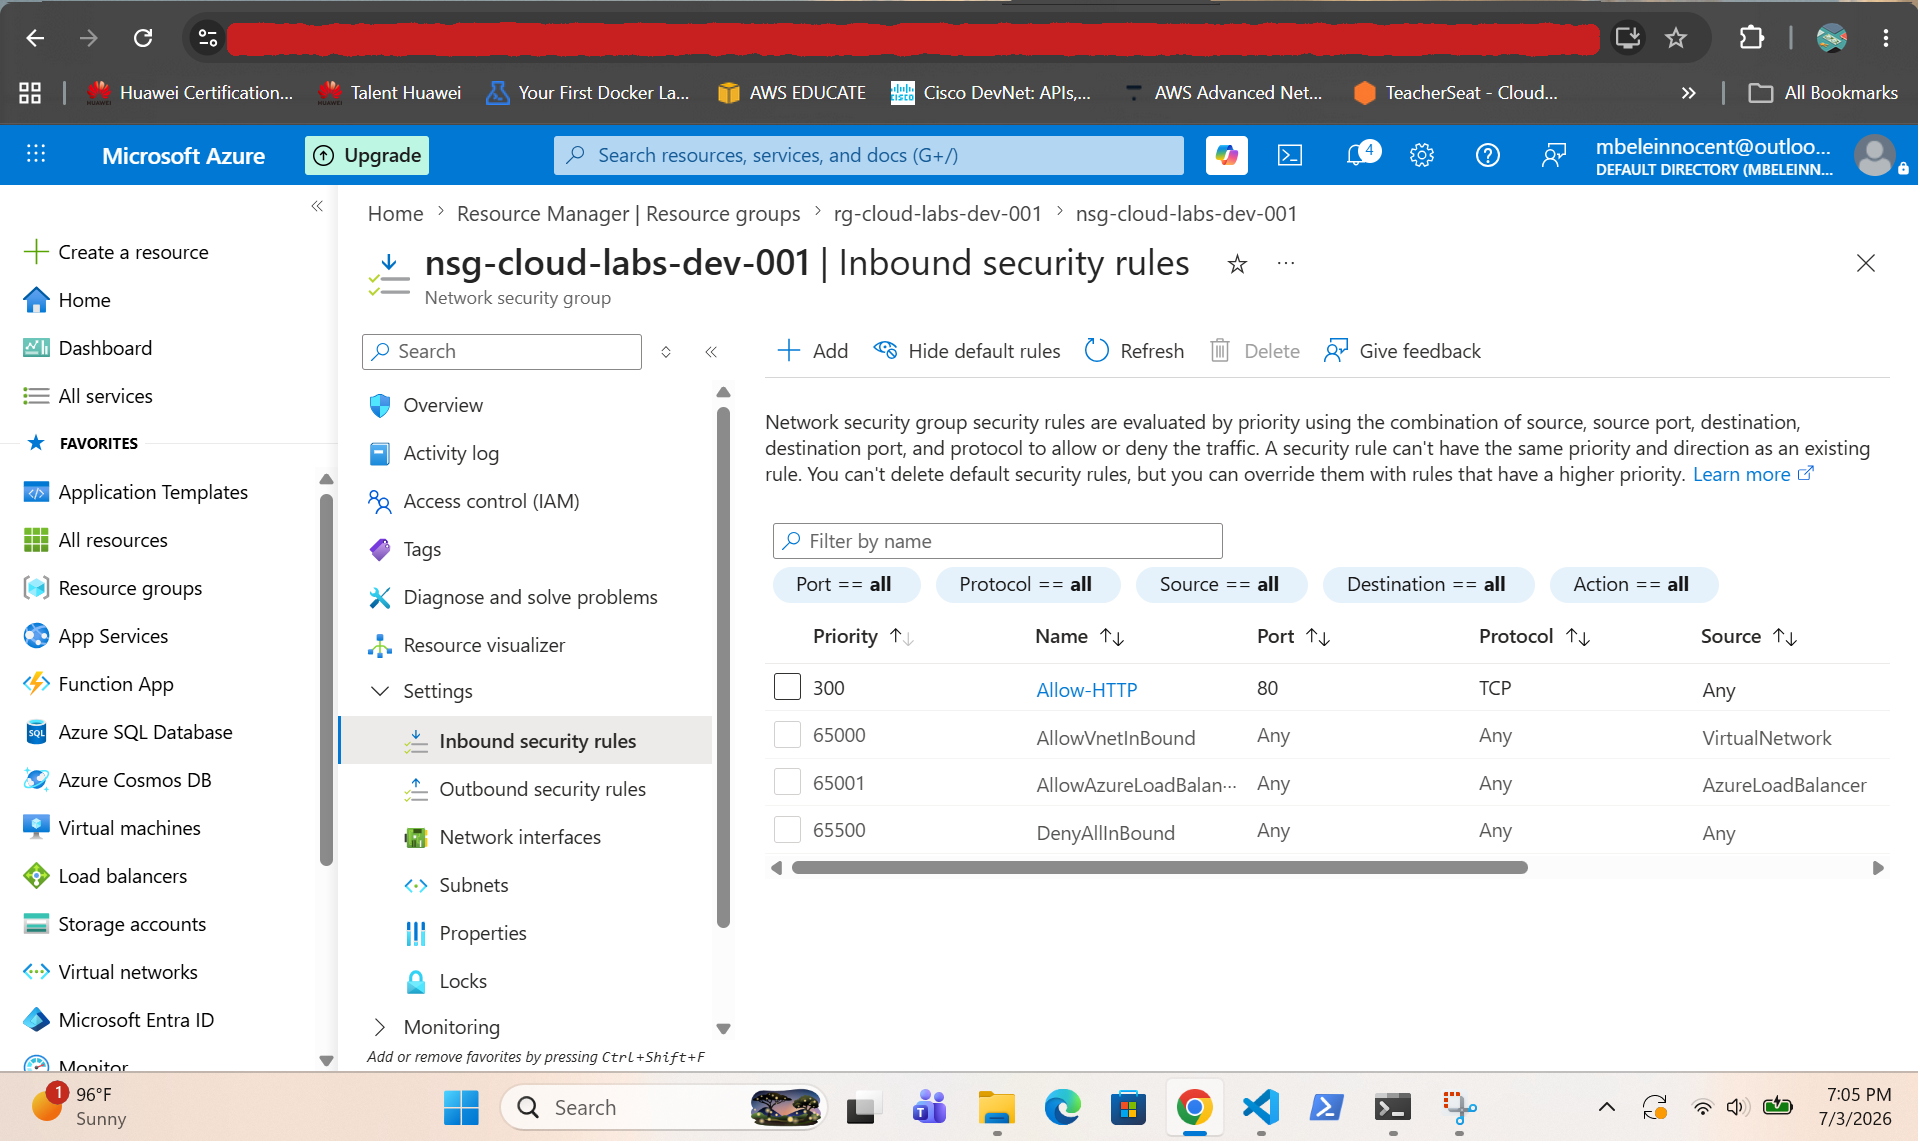 Huawei Certification...
Talent Huawei
Your First Docker La...
AWS EDUCATE
Cisco DevNet: APIs,...
AWS Advanced Net...
TeacherSeat - Cloud...
All Bookmarks
Microsoft Azure
Upgrade
Search resources, services, and docs (G+/)
4
mbeleinnocent@outloo...
DEFAULT DIRECTORY (MBELEINN...
Create a resource
Home
Dashboard
All services
FAVORITES
Application Templates
All resources
Resource groups
App Services
Function App
Azure SQL Database
Azure Cosmos DB
Virtual machines
Load balancers
Storage accounts
Virtual networks
Microsoft Entra ID
Monitor
Home > Resource Manager | Resource groups > rg-cloud-labs-dev-001 > nsg-cloud-labs-dev-001
nsg-cloud-labs-dev-001 | Inbound security rules
Network security group
Search
Overview
Activity log
Access control (IAM)
Tags
Diagnose and solve problems
Resource visualizer
Settings
Inbound security rules
Outbound security rules
Network interfaces
Subnets
Properties
Locks
Monitoring
Add or remove favorites by pressing Ctrl+Shift+F
Add
Hide default rules
Refresh
Delete
Give feedback
Network security group security rules are evaluated by priority using the combination of source, source port, destination,
destination port, and protocol to allow or deny the traffic. A security rule can't have the same priority and direction as an existing
rule. You can't delete default security rules, but you can override them with rules that have a higher priority. Learn more
Filter by name
Port == all
Protocol == all
Source == all
Destination == all
Action == all
Priority Name Port Protocol Source
300 Allow-HTTP 80 TCP Any
65000 AllowVnetInBound Any Any VirtualNetwork
65001 AllowAzureLoadBalan... Any Any AzureLoadBalancer
65500 DenyAllInBound Any Any Any
1
96°F
Sunny
Search
7:05 PM
7/3/2026